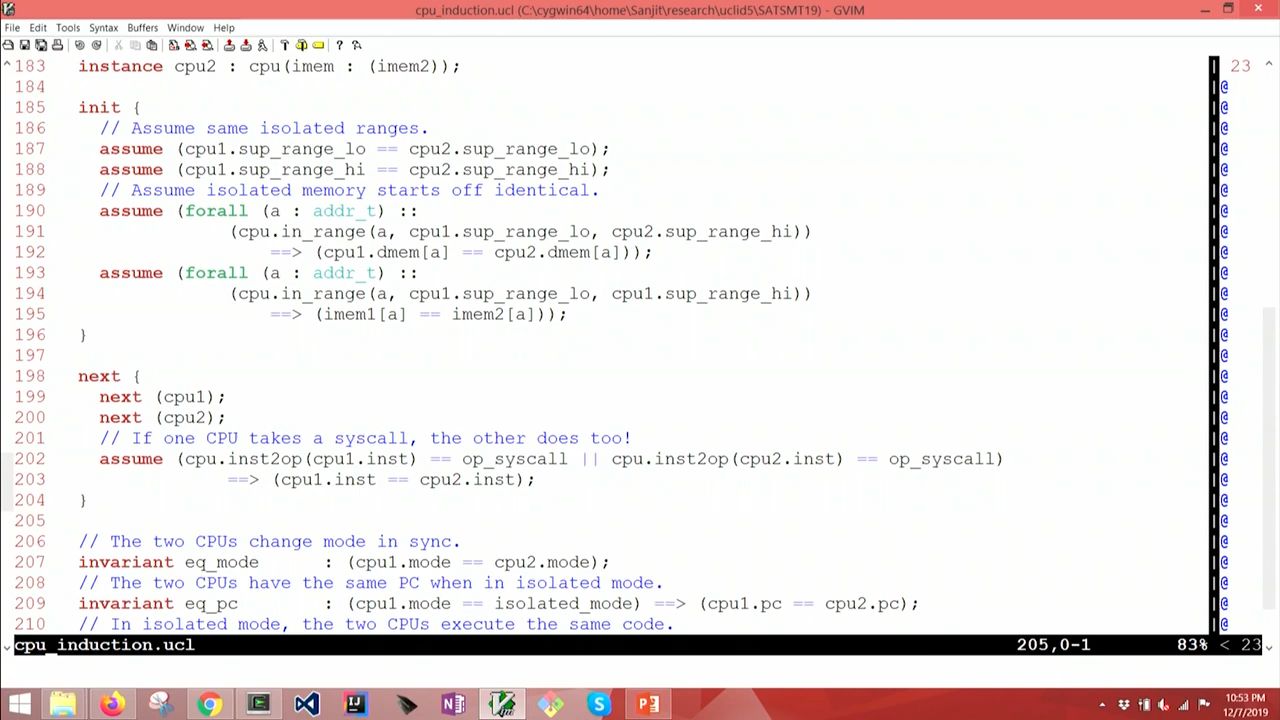 cpu_induction.ucl (C:\cygwin64\home\Sanjit\research\uclid5\SATSMT19) - GVIM
File Edit Tools Syntax Buffers Window Help
183 instance cpu2 : cpu(imem : (imem2)); 23
184 @
185 init { @
186 // Assume same isolated ranges. @
187 assume (cpu1.sup_range_lo == cpu2.sup_range_lo); @
188 assume (cpu1.sup_range_hi == cpu2.sup_range_hi); @
189 // Assume isolated memory starts off identical. @
190 assume (forall (a : addr_t) :: @
191 (cpu.in_range(a, cpu1.sup_range_lo, cpu2.sup_range_hi)) @
192 ==> (cpu1.dmem[a] == cpu2.dmem[a])); @
193 assume (forall (a : addr_t) :: @
194 (cpu.in_range(a, cpu1.sup_range_lo, cpu1.sup_range_hi)) @
195 ==> (imem1[a] == imem2[a])); @
196 } @
197 @
198 next { @
199 next (cpu1); @
200 next (cpu2); @
201 // If one CPU takes a syscall, the other does too! @
202 assume (cpu.inst2op(cpu1.inst) == op_syscall || cpu.inst2op(cpu2.inst) == op_syscall) @
203 ==> (cpu1.inst == cpu2.inst); @
204 } @
205 @
206 // The two CPUs change mode in sync. @
207 invariant eq_mode : (cpu1.mode == cpu2.mode); @
208 // The two CPUs have the same PC when in isolated mode. @
209 invariant eq_pc : (cpu1.mode == isolated_mode) ==> (cpu1.pc == cpu2.pc); @
210 // In isolated mode, the two CPUs execute the same code. @
cpu_induction.ucl 205,0-1 83% < 23
10:53 PM
12/7/2019